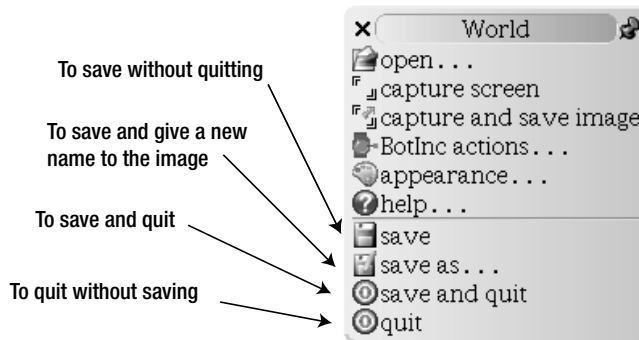 World
open...
capture screen
capture and save image
BotInc actions...
appearance...
help...
save
save as...
save and quit
quit
To save without quitting
To save and give a new
name to the image
To save and quit
To quit without saving